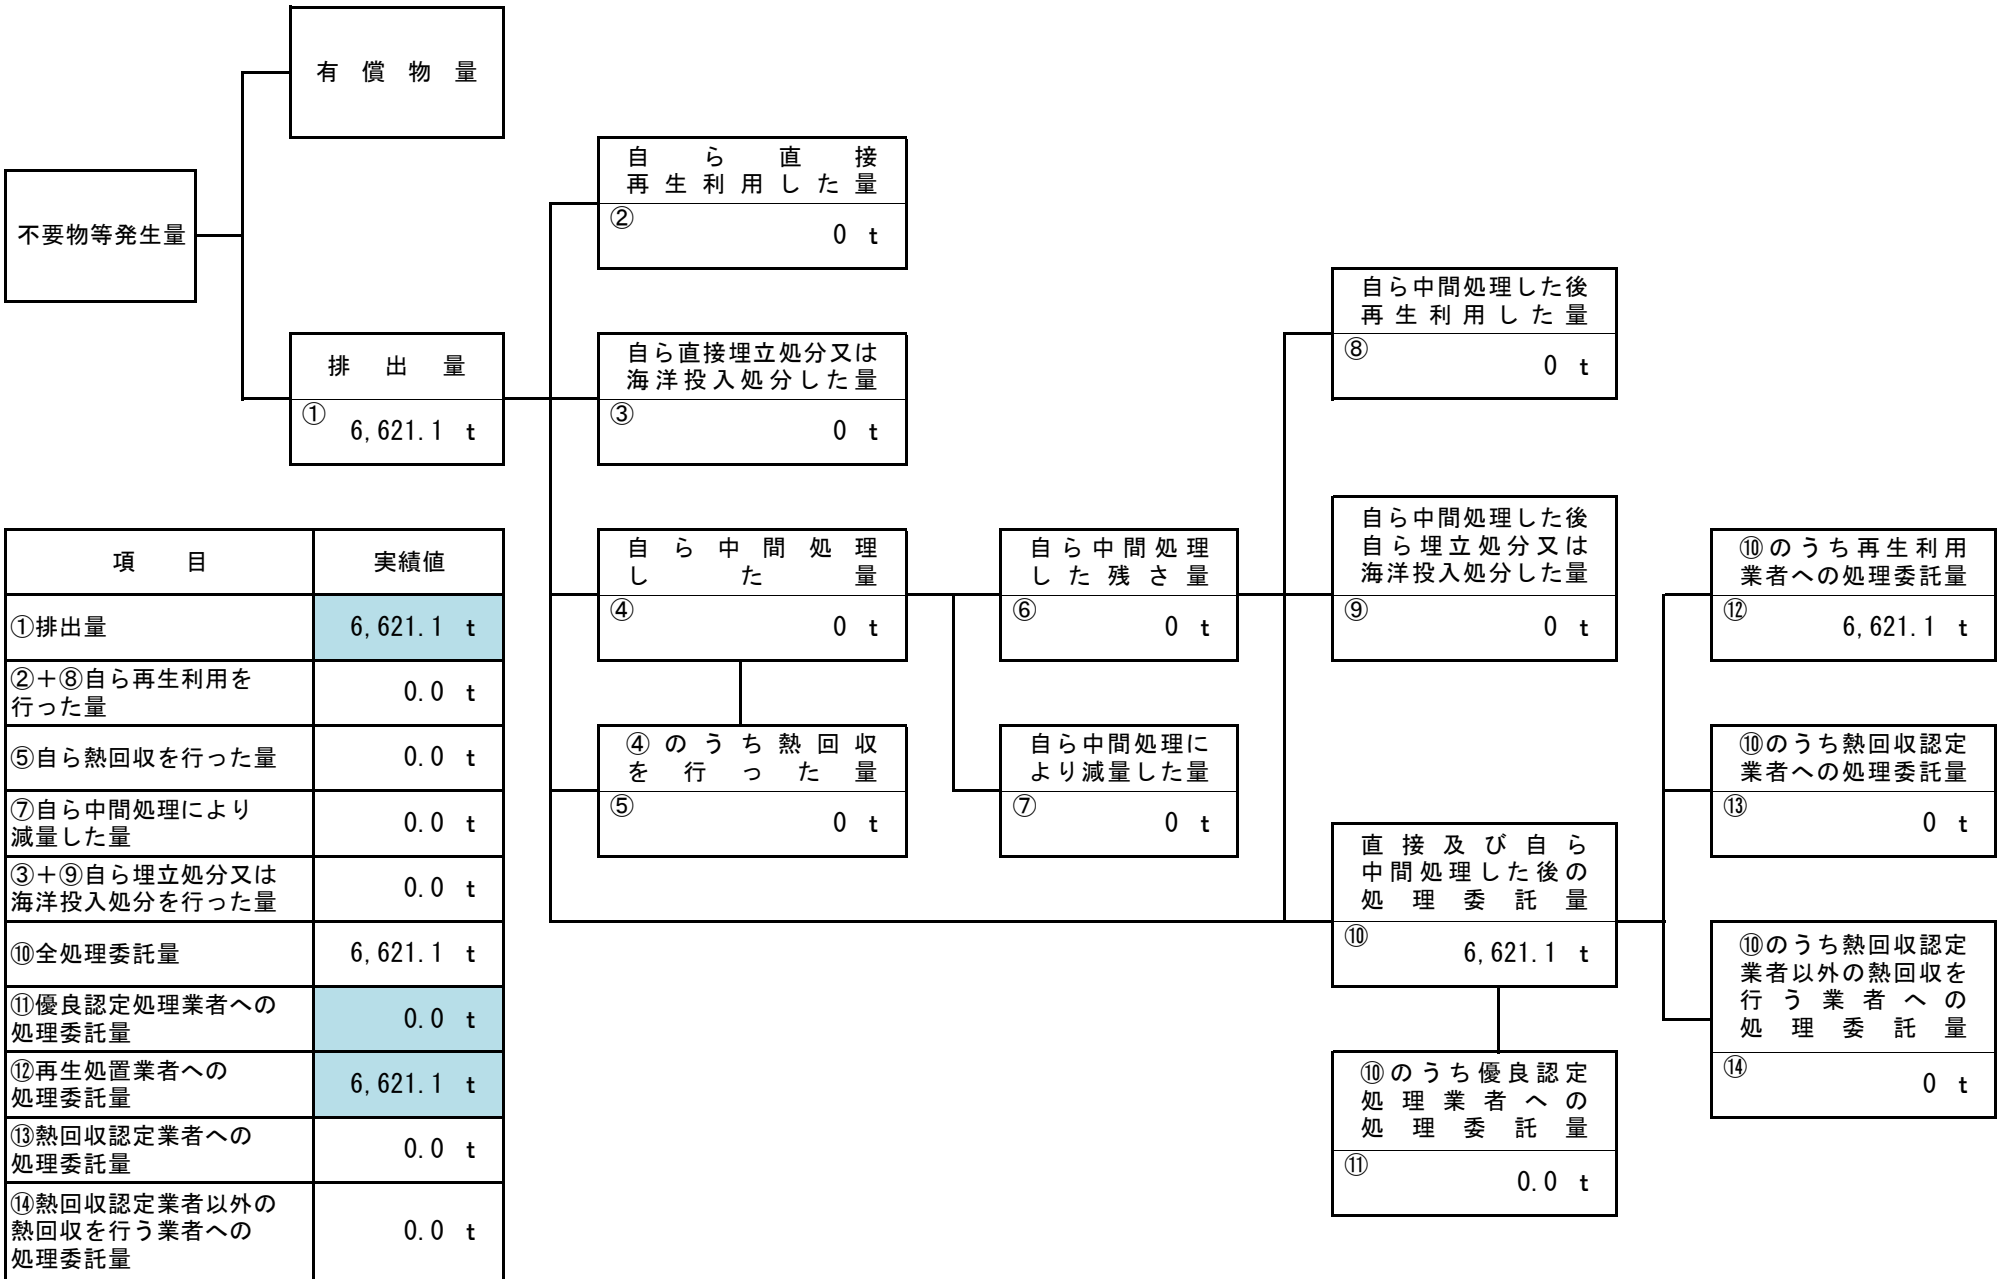 有償物量
不要物等発生量
排出量
① 6,621.1 t
自ら直接
再生利用した量
② 0 t
自ら直接埋立処分又は
海洋投入処分した量
③ 0 t
自ら中間処理
した量
④ 0 t
④のうち熱回収
を行った量
⑤ 0 t
自ら中間処理
した残さ量
⑥ 0 t
自ら中間処理に
より減量した量
⑦ 0 t
自ら中間処理した後
再生利用した量
⑧ 0 t
自ら中間処理した後
自ら埋立処分又は
海洋投入処分した量
⑨ 0 t
直接及び自ら
中間処理した後の
処理委託量
⑩ 6,621.1 t
⑩のうち優良認定
処理業者への
処理委託量
⑪ 0.0 t
⑩のうち再生利用
業者への処理委託量
⑫ 6,621.1 t
⑩のうち熱回収認定
業者への処理委託量
⑬ 0 t
⑩のうち熱回収認定
業者以外の熱回収を
行う業者への
処理委託量
⑭ 0 t
項目 実績値
①排出量 6,621.1 t
②＋⑧自ら再生利用を
行った量 0.0 t
⑤自ら熱回収を行った量 0.0 t
⑦自ら中間処理により
減量した量 0.0 t
③＋⑨自ら埋立処分又は
海洋投入処分を行った量 0.0 t
⑩全処理委託量 6,621.1 t
⑪優良認定処理業者への
処理委託量 0.0 t
⑫再生処置業者への
処理委託量 6,621.1 t
⑬熱回収認定業者への
処理委託量 0.0 t
⑭熱回収認定業者以外の
熱回収を行う業者への
処理委託量 0.0 t